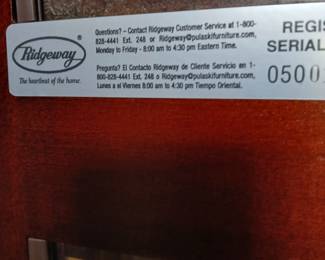 Ridgeway
The heartbeat of the home.
Questions? - Contact Ridgeway Customer Service at 1-800-
828-4441 Ext. 248 or Ridgeway@pulaskifurniture.com,
Monday to Friday - 8:00 am to 4:30 pm Eastern Time.
Pregunta? El Contacto Ridgeway de Cliente Servicio en 1-
800-828-4441, Ext. 248 o Ridgeway@pulaskifurniture.com,
Lunes a el Viernes 8:00 am to 4:30 pm Tiempo Oriental.
REGIS
SERIAL
0500